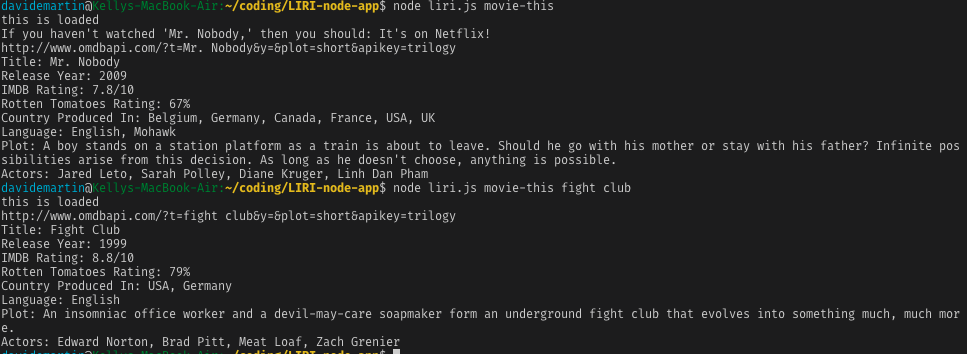 davidemartin@Kellys-MacBook-Air:~/coding/LIRI-node-app$ node liri.js movie-this
this is loaded
If you haven't watched 'Mr. Nobody,' then you should: It's on Netflix!
http://www.omdbapi.com/?t=Mr. Nobody&y=&plot=short&apikey=trilogy
Title: Mr. Nobody
Release Year: 2009
IMDB Rating: 7.8/10
Rotten Tomatoes Rating: 67%
Country Produced In: Belgium, Germany, Canada, France, USA, UK
Language: English, Mohawk
Plot: A boy stands on a station platform as a train is about to leave. Should he go with his mother or stay with his father? Infinite pos
sibilities arise from this decision. As long as he doesn't choose, anything is possible.
Actors: Jared Leto, Sarah Polley, Diane Kruger, Linh Dan Pham
davidemartin@Kellys-MacBook-Air:~/coding/LIRI-node-app$ node liri.js movie-this fight club
this is loaded
http://www.omdbapi.com/?t=fight club&y=&plot=short&apikey=trilogy
Title: Fight Club
Release Year: 1999
IMDB Rating: 8.8/10
Rotten Tomatoes Rating: 79%
Country Produced In: USA, Germany
Language: English
Plot: An insomniac office worker and a devil-may-care soapmaker form an underground fight club that evolves into something much, much mor
e.
Actors: Edward Norton, Brad Pitt, Meat Loaf, Zach Grenier
davidemartin@Kellys-MacBook-Air:~/coding/LIRI-node-app$